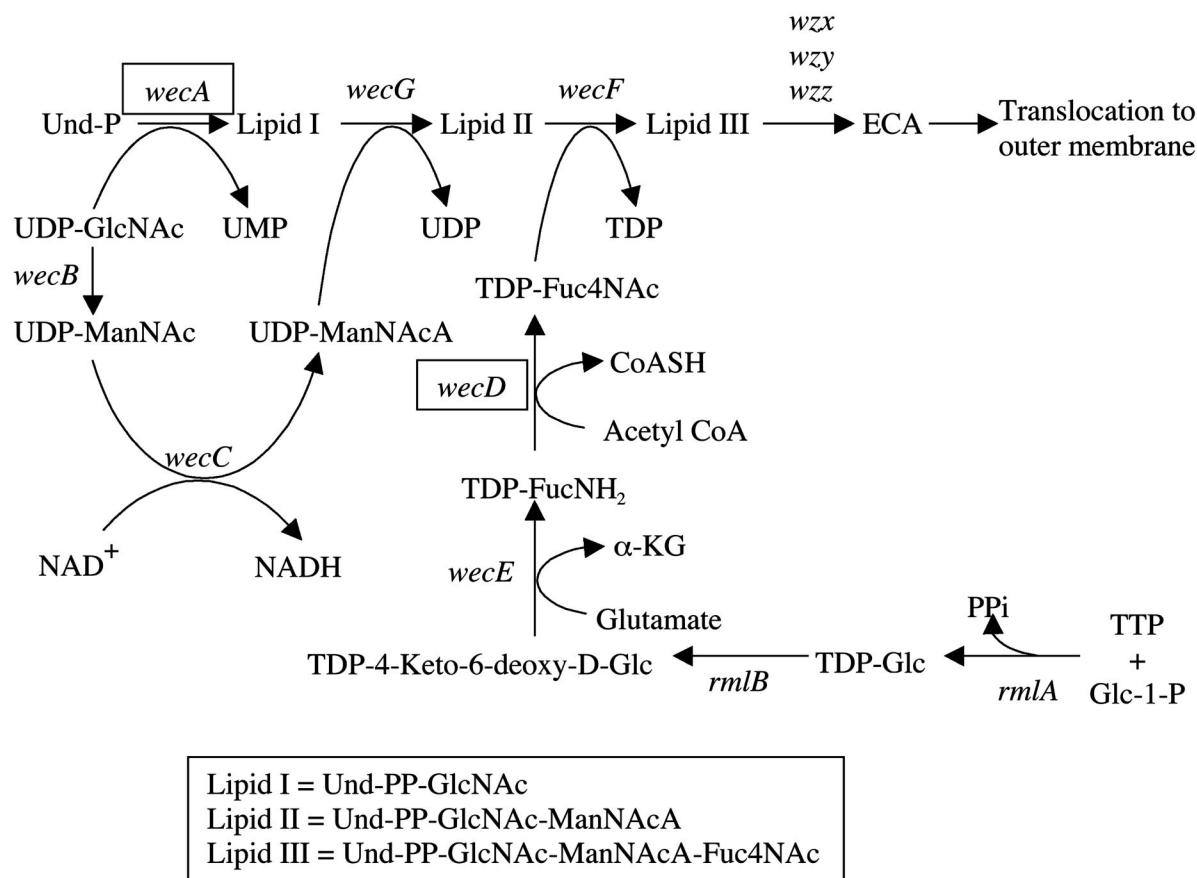 wzx
wzy
wzz
wecA
wecG
wecF
Und-P
Lipid I
Lipid II
Lipid III
ECA
Translocation to
outer membrane
UDP-GlcNAc
UMP
UDP
TDP
wecB
TDP-Fuc4NAc
UDP-ManNAc
UDP-ManNAcA
CoASH
wecD
Acetyl CoA
wecC
TDP-FucNH₂
NAD⁺
NADH
α-KG
wecE
Glutamate
PPi
TTP
+
Glc-1-P
TDP-4-Keto-6-deoxy-D-Glc
rmlB
TDP-Glc
rmlA
Lipid I = Und-PP-GlcNAc
Lipid II = Und-PP-GlcNAc-ManNAcA
Lipid III = Und-PP-GlcNAc-ManNAcA-Fuc4NAc